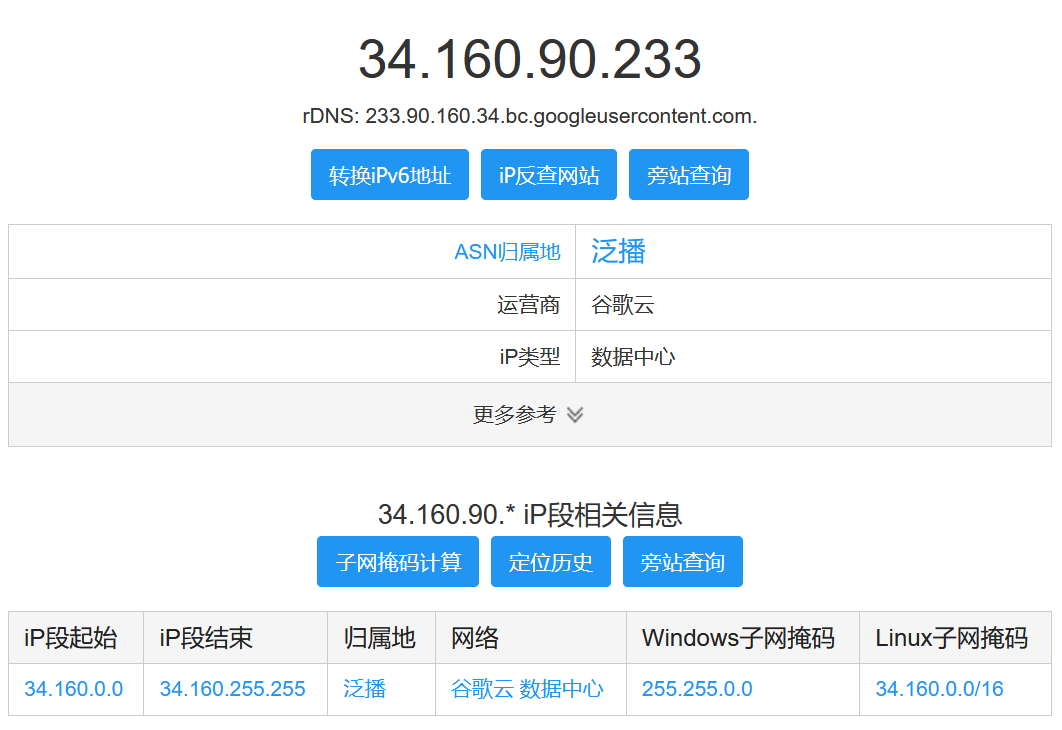 34.160.90.233
rDNS: 233.90.160.34.bc.googleusercontent.com.
转换iPv6地址 iP反查网站 旁站查询
ASN归属地 泛播
运营商 谷歌云
iP类型 数据中心
更多参考
34.160.90.* iP段相关信息
子网掩码计算 定位历史 旁站查询
iP段起始 iP段结束 归属地 网络 Windows子网掩码 Linux子网掩码
34.160.0.0 34.160.255.255 泛播 谷歌云 数据中心 255.255.0.0 34.160.0.0/16